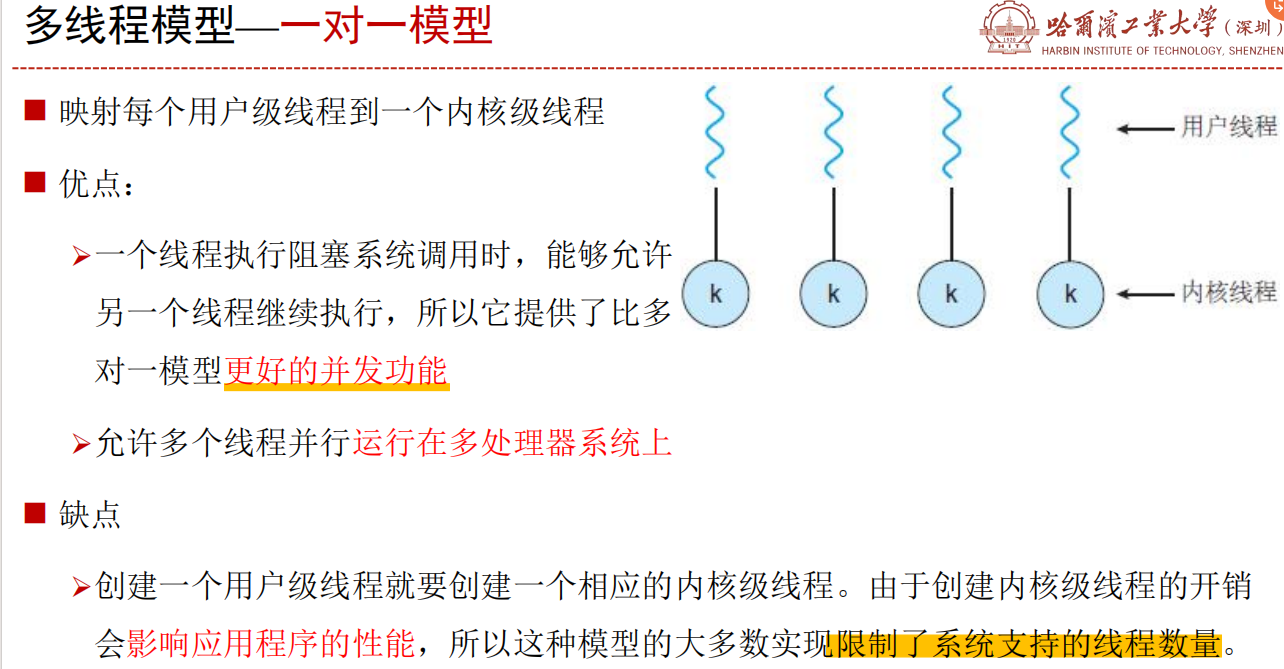 多线程模型—一对一模型
哈尔滨工业大学（深圳）
HARBIN INSTITUTE OF TECHNOLOGY, SHENZHEN
1920
HIT
映射每个用户级线程到一个内核级线程
用户线程
优点：
一个线程执行阻塞系统调用时，能够允许
另一个线程继续执行，所以它提供了比多
对一模型更好的并发功能
k k k k
内核线程
允许多个线程并行运行在多处理器系统上
缺点
创建一个用户级线程就要创建一个相应的内核级线程。由于创建内核级线程的开销
会影响应用程序的性能，所以这种模型的大多数实现限制了系统支持的线程数量。